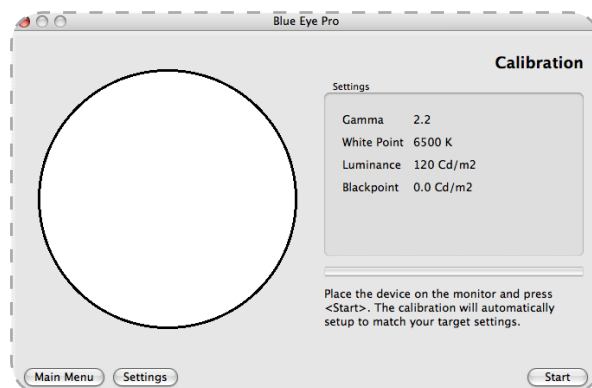 Blue Eye Pro
Calibration
Settings
Gamma 2.2
White Point 6500 K
Luminance 120 Cd/m2
Blackpoint 0.0 Cd/m2
Place the device on the monitor and press
<Start>. The calibration will automatically
setup to match your target settings.
Main Menu Settings Start